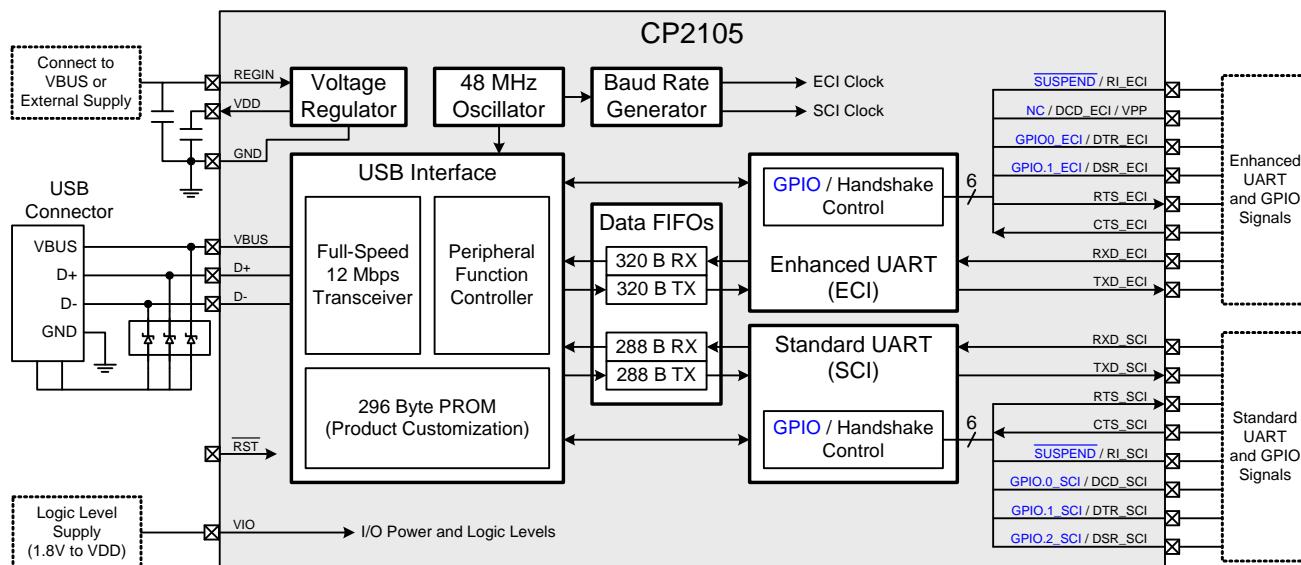 CP2105
Connect to
VBUS or
External Supply
REGIN
VDD
GND
Voltage
Regulator
48 MHz
Oscillator
Baud Rate
Generator
ECI Clock
SCI Clock
USB
Connector
VBUS
D+
D-
GND
VBUS
D+
D-
USB Interface
Full-Speed
12 Mbps
Transceiver
Peripheral
Function
Controller
296 Byte PROM
(Product Customization)
Data FIFOs
320 B RX
320 B TX
288 B RX
288 B TX
GPIO / Handshake
Control
Enhanced UART
(ECI)
6
Standard UART
(SCI)
GPIO / Handshake
Control
6
SUSPEND / RI_ECI
NC / DCD_ECI / VPP
GPIO0_ECI / DTR_ECI
GPIO.1_ECI / DSR_ECI
RTS_ECI
CTS_ECI
RXD_ECI
TXD_ECI
Enhanced
UART
and GPIO
Signals
RXD_SCI
TXD_SCI
RTS_SCI
CTS_SCI
SUSPEND / RI_SCI
GPIO.0_SCI / DCD_SCI
GPIO.1_SCI / DTR_SCI
GPIO.2_SCI / DSR_SCI
Standard
UART
and GPIO
Signals
RST
Logic Level
Supply
(1.8V to VDD)
VIO
I/O Power and Logic Levels